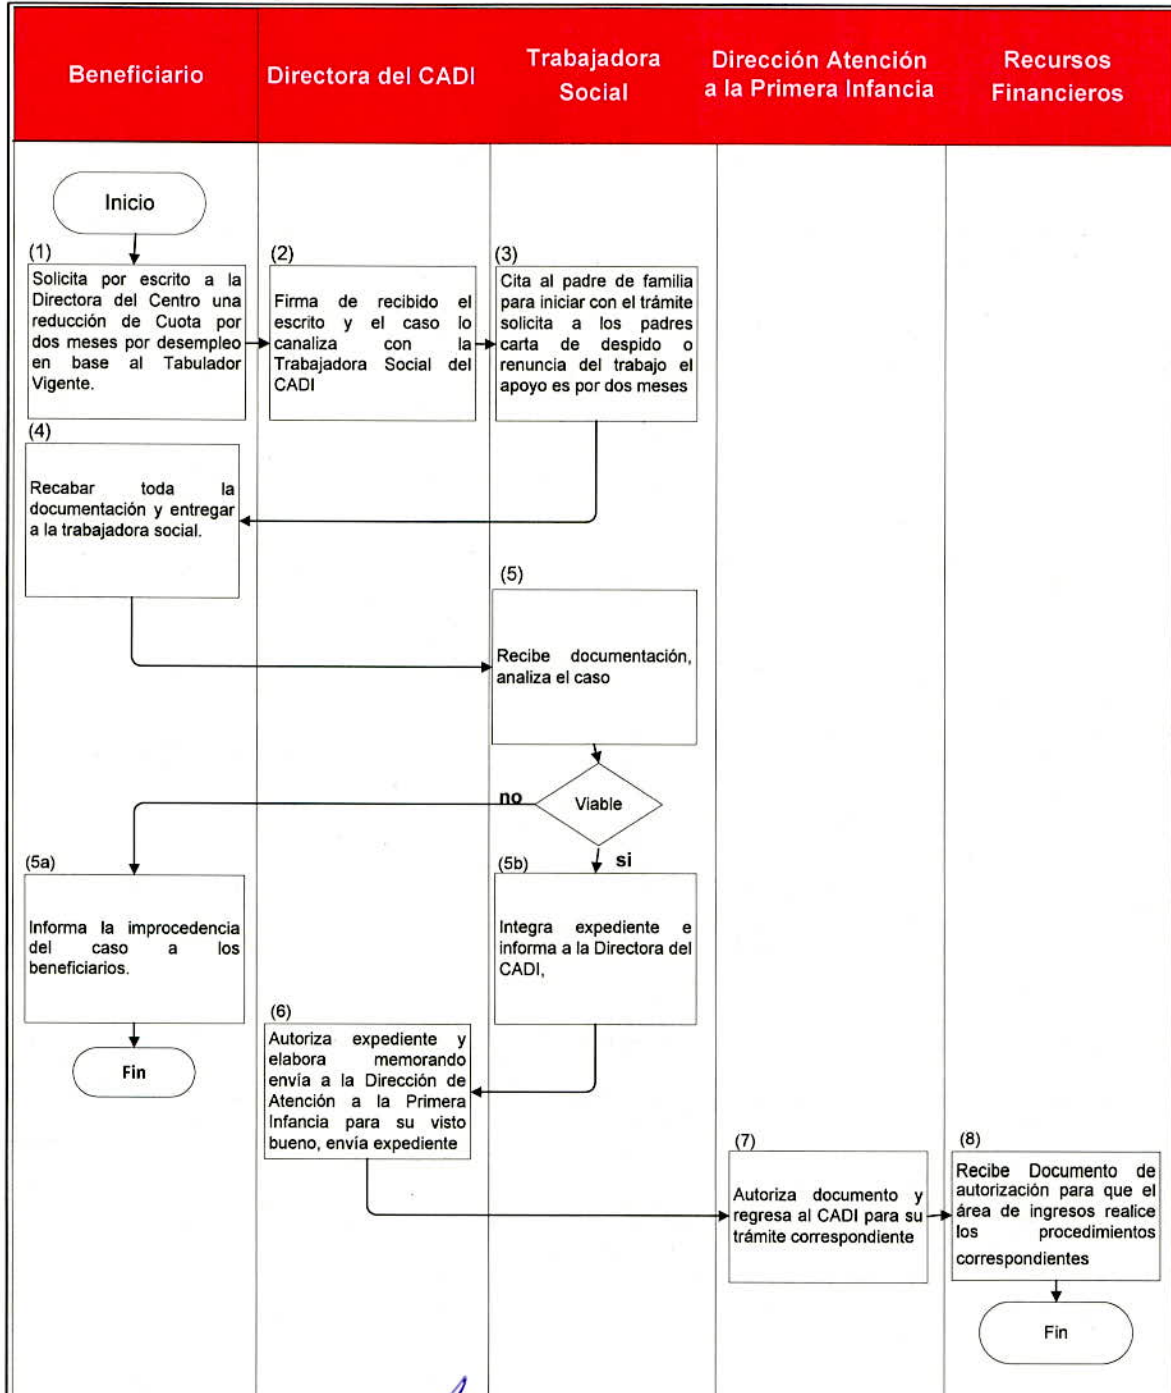 Beneficiario
Directora del CADI
Trabajadora
Social
Dirección Atención
a la Primera Infancia
Recursos
Financieros
Inicio
(1)
Solicita por escrito a la
Directora del Centro una
reducción de Cuota por
dos meses por desempleo
en base al Tabulador
Vigente.
(2)
Firma de recibido el
escrito y el caso lo
canaliza con la
Trabajadora Social del
CADI
(3)
Cita al padre de familia
para iniciar con el trámite
solicita a los padres
carta de despido o
renuncia del trabajo el
apoyo es por dos meses
(4)
Recabar toda la
documentación y entregar
a la trabajadora social.
(5)
Recibe documentación,
analiza el caso
Viable
no
si
(5a)
Informa la improcedencia
del caso a los
beneficiarios.
Fin
(5b)
Integra expediente e
informa a la Directora del
CADI,
(6)
Autoriza expediente y
elabora memorando
envía a la Dirección de
Atención a la Primera
Infancia para su visto
bueno, envía expediente
(7)
Autoriza documento y
regresa al CADI para su
trámite correspondiente
(8)
Recibe Documento de
autorización para que el
área de ingresos realice
los procedimientos
correspondientes
Fin